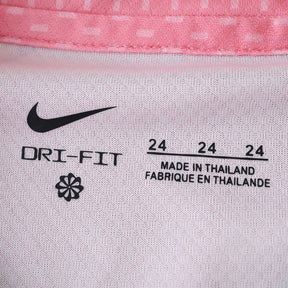 DRI-FIT
24 24 24
MADE IN THAILAND
FABRIQUE EN THAILANDE